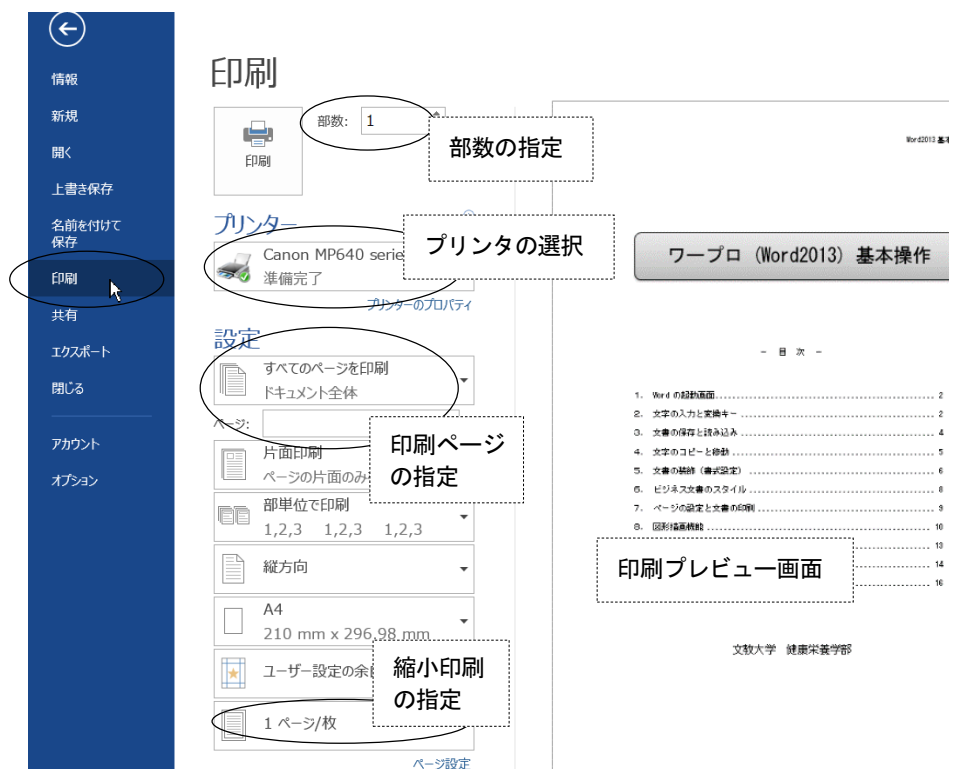 情報
新規
開く
上書き保存
名前を付けて
保存
印刷
共有
エクスポート
閉じる
アカウント
オプション
印刷
印刷
部数: 1
部数の指定
プリンター
Canon MP640 serie
準備完了
プリンタの選択
プリンターのプロパティ
設定
すべてのページを印刷
ドキュメント全体
ページ:
印刷ページ
の指定
片面印刷
ページの片面のみ
部単位で印刷
1,2,3 1,2,3 1,2,3
縦方向
A4
210 mm x 296.98 mm
ユーザー設定の余
縮小印刷
の指定
1 ページ/枚
ページ設定
Word2013 基本
ワープロ (Word2013) 基本操作
- 目 次 -
1. Word の起動画面 2
2. 文字の入力と変換キー 2
3. 文書の保存と読み込み 4
4. 文字のコピーと移動 5
5. 文書の装飾（書式設定） 6
6. ビジネス文書のスタイル 8
7. ページの設定と文書の印刷 9
8. 図形描画機能 10
13
14
16
印刷プレビュー画面
文教大学 健康栄養学部